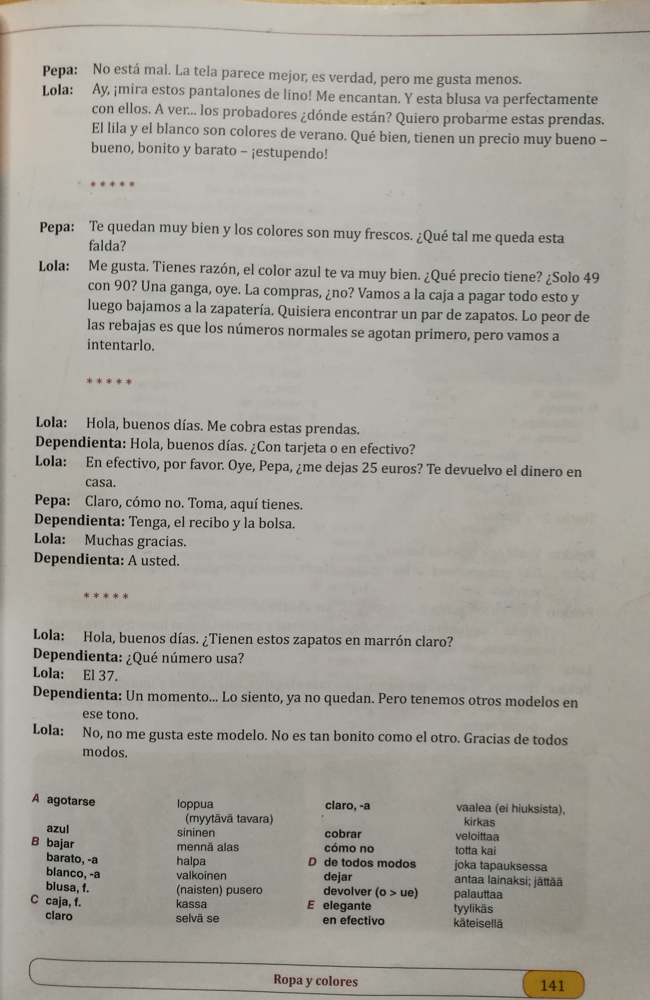 Pepa: No está mal. La tela parece mejor, es verdad, pero me gusta menos.
Lola: Ay, ¡mira estos pantalones de lino! Me encantan. Y esta blusa va perfectamente
con ellos. A ver... los probadores ¿dónde están? Quiero probarme estas prendas.
El lila y el blanco son colores de verano. Qué bien, tienen un precio muy bueno –
bueno, bonito y barato – ¡estupendo!
* * * * *
Pepa: Te quedan muy bien y los colores son muy frescos. ¿Qué tal me queda esta
falda?
Lola: Me gusta. Tienes razón, el color azul te va muy bien. ¿Qué precio tiene? ¿Solo 49
con 90? Una ganga, oye. La compras, ¿no? Vamos a la caja a pagar todo esto y
luego bajamos a la zapatería. Quisiera encontrar un par de zapatos. Lo peor de
las rebajas es que los números normales se agotan primero, pero vamos a
intentarlo.
* * * * *
Lola: Hola, buenos días. Me cobra estas prendas.
Dependienta: Hola, buenos días. ¿Con tarjeta o en efectivo?
Lola: En efectivo, por favor. Oye, Pepa, ¿me dejas 25 euros? Te devuelvo el dinero en
casa.
Pepa: Claro, cómo no. Toma, aquí tienes.
Dependienta: Tenga, el recibo y la bolsa.
Lola: Muchas gracias.
Dependienta: A usted.
* * * * *
Lola: Hola, buenos días. ¿Tienen estos zapatos en marrón claro?
Dependienta: ¿Qué número usa?
Lola: El 37.
Dependienta: Un momento... Lo siento, ya no quedan. Pero tenemos otros modelos en
ese tono.
Lola: No, no me gusta este modelo. No es tan bonito como el otro. Gracias de todos
modos.
A agotarse loppua
(myytävä tavara)
azul sininen
B bajar mennä alas
barato, -a halpa
blanco, -a valkoinen
blusa, f. (naisten) pusero
C caja, f. kassa
claro selvä se
claro, -a vaalea (ei hiuksista),
kirkas
cobrar veloittaa
cómo no totta kai
D de todos modos joka tapauksessa
dejar antaa lainaksi; jättää
devolver (o > ue) palauttaa
E elegante tyylikäs
en efectivo käteisellä
Ropa y colores
141